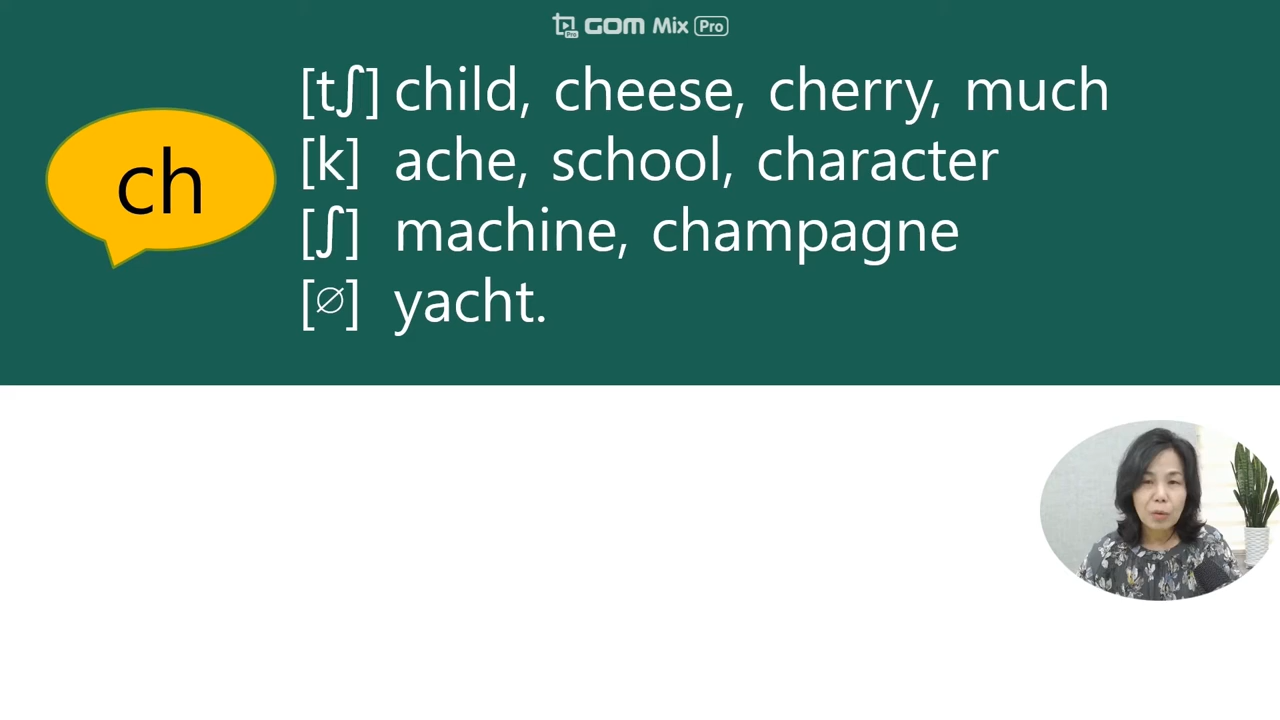 GOM Mix Pro
ch
[tʃ] child, cheese, cherry, much
[k] ache, school, character
[ʃ] machine, champagne
[∅] yacht.